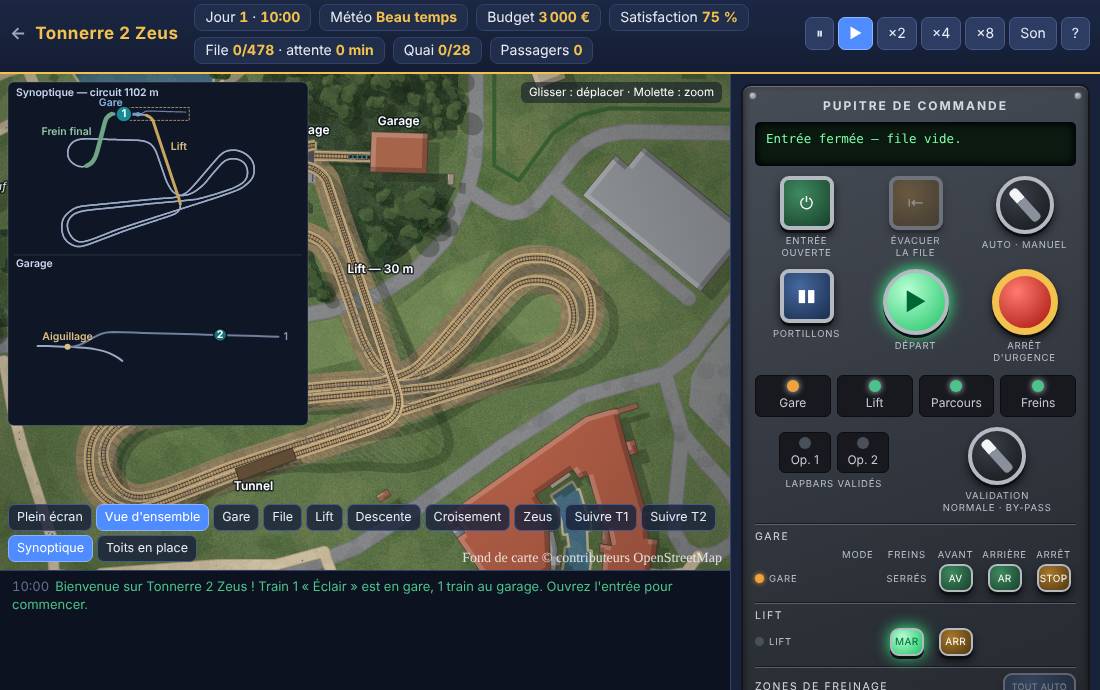 Tonnerre 2 Zeus
Jour 1 · 10:00
Météo Beau temps
Budget 3 000 €
Satisfaction 75 %
File 0/478 · attente 0 min
Quai 0/28
Passagers 0
×2
×4
×8
Son
?
Synoptique — circuit 1102 m
Gare
1
Frein final
Lift
Garage
Aiguillage
2
1
Glisser : déplacer · Molette : zoom
age
Garage
Lift — 30 m
Tunnel
Plein écran
Vue d'ensemble
Gare
File
Lift
Descente
Croisement
Zeus
Suivre T1
Suivre T2
Synoptique
Toits en place
Fond de carte © contributeurs OpenStreetMap
10:00 Bienvenue sur Tonnerre 2 Zeus ! Train 1 « Éclair » est en gare, 1 train au garage. Ouvrez l'entrée pour
commencer.
PUPITRE DE COMMANDE
Entrée fermée — file vide.
ENTRÉE
OUVERTE
ÉVACUER
LA FILE
AUTO · MANUEL
PORTILLONS
DÉPART
ARRÊT
D'URGENCE
Gare
Lift
Parcours
Freins
Op. 1
Op. 2
LAPBARS VALIDÉS
VALIDATION
NORMALE · BY-PASS
GARE
MODE FREINS AVANT ARRIÈRE ARRÊT
GARE SERRÉS AV AR STOP
LIFT
LIFT MAR ARR
ZONES DE FREINAGE
TOUT AUTO